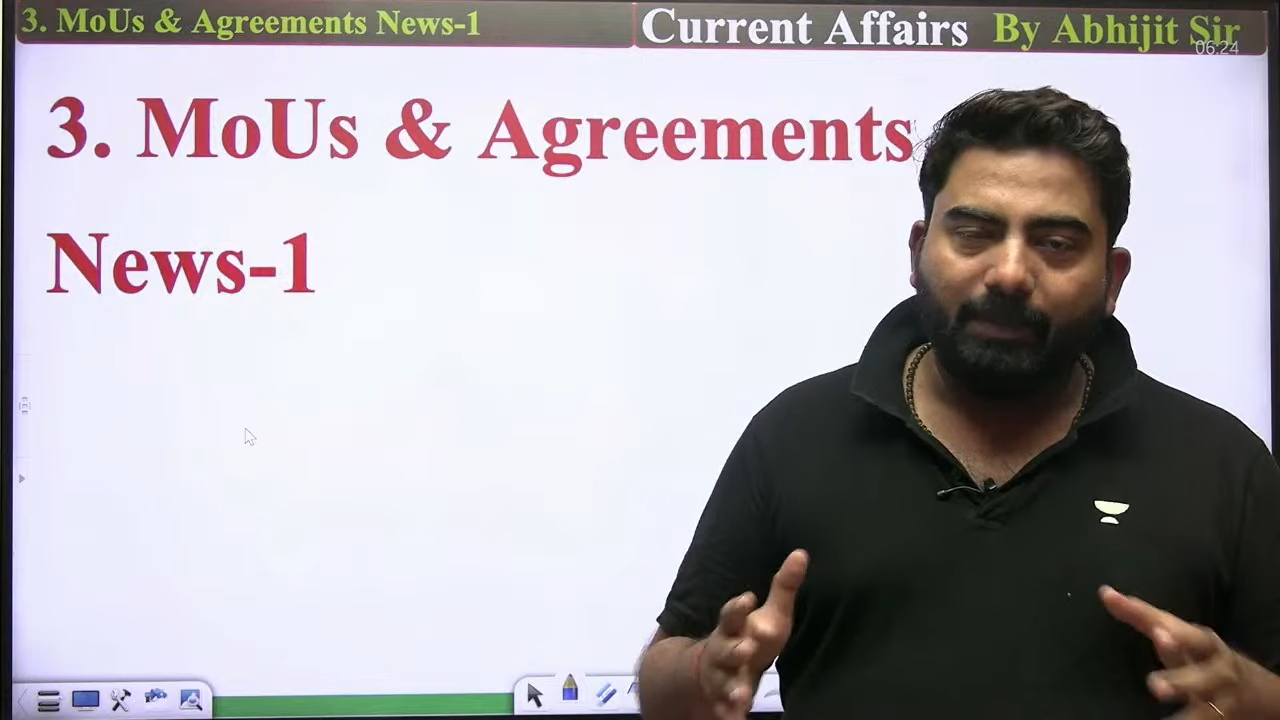 3. MoUs & Agreements News-1
Current Affairs By Abhijit Sir
06:24
3. MoUs & Agreements
News-1